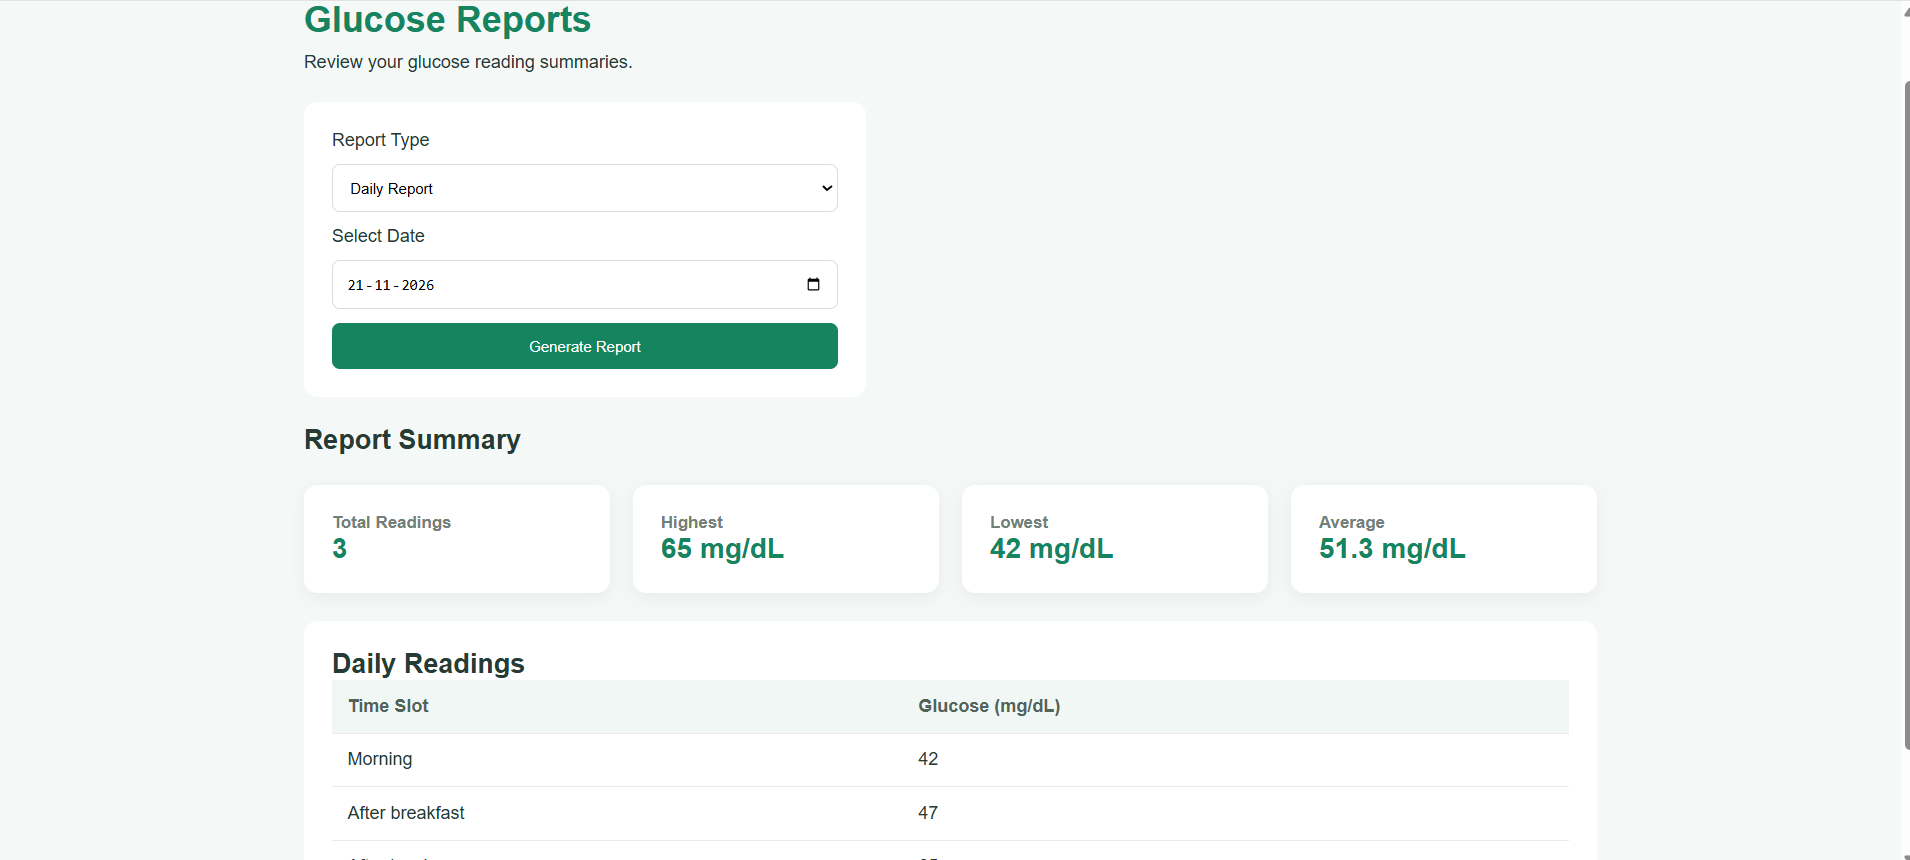 Glucose Reports
Review your glucose reading summaries.
Report Type
Daily Report
Select Date
21-11-2026
Generate Report
Report Summary
Total Readings
3
Highest
65 mg/dL
Lowest
42 mg/dL
Average
51.3 mg/dL
Daily Readings
Time Slot Glucose (mg/dL)
Morning 42
After breakfast 47